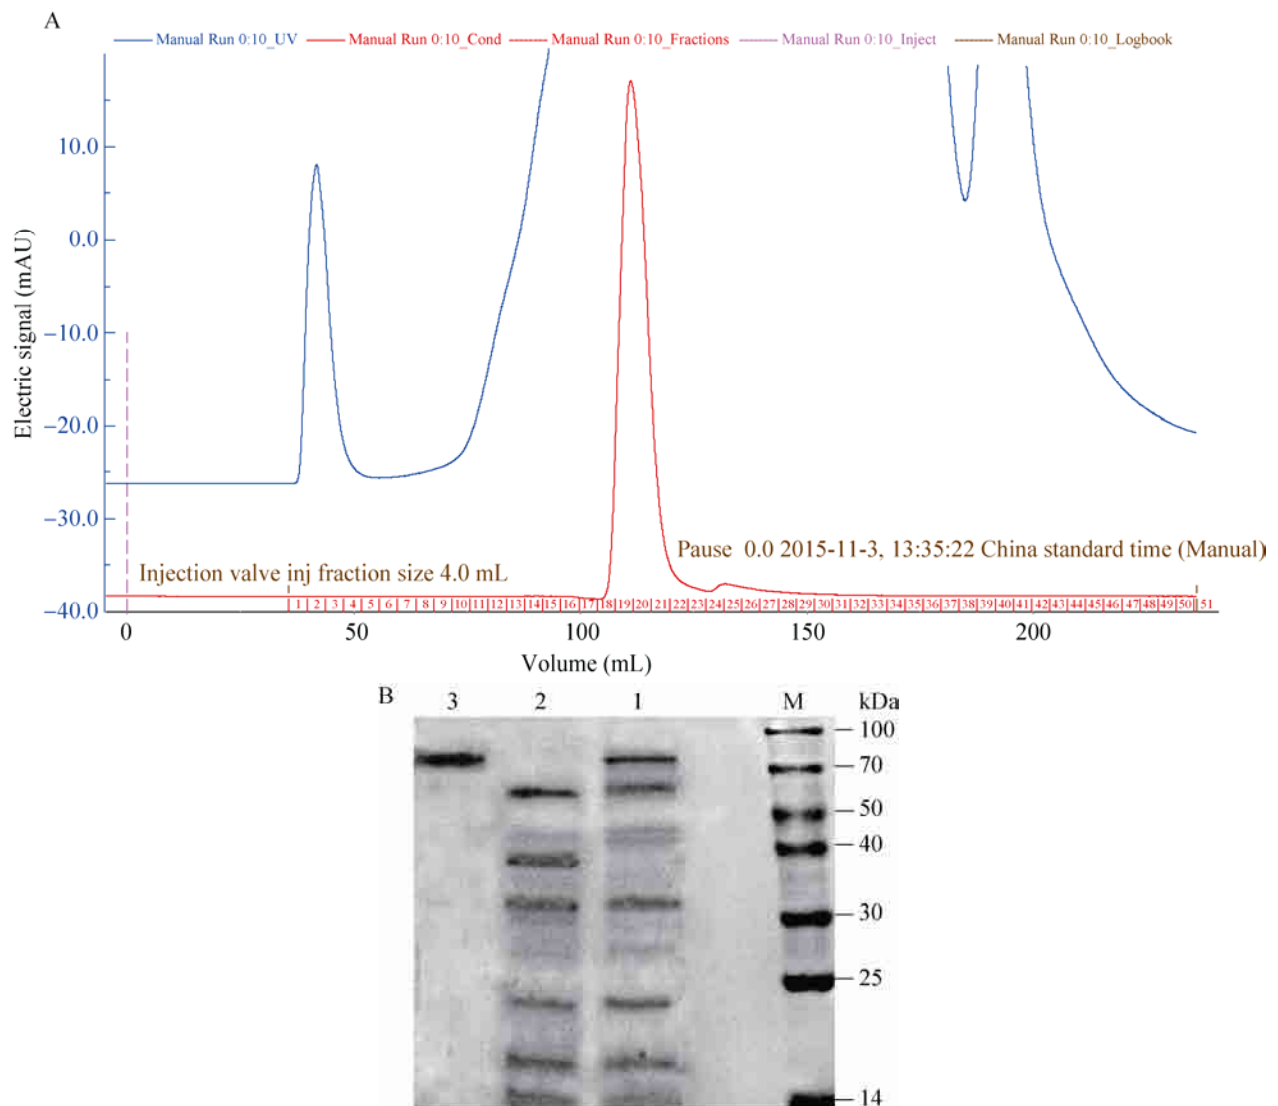 A
Manual Run 0:10_UV Manual Run 0:10_Cond Manual Run 0:10_Fractions Manual Run 0:10_Inject Manual Run 0:10_Logbook
Electric signal (mAU)
10.0
0.0
−10.0
−20.0
−30.0
−40.0
Pause 0.0 2015-11-3, 13:35:22 China standard time (Manual)
Injection valve inj fraction size 4.0 mL
1 2 3 4 5 6 7 8 9 10 11 12 13 14 15 16 17 18 19 20 21 22 23 24 25 26 27 28 29 30 31 32 33 34 35 36 37 38 39 40 41 42 43 44 45 46 47 48 49 50 51
0 50 100 150 200
Volume (mL)
B
3 2 1 M kDa
100
70
50
40
30
25
14